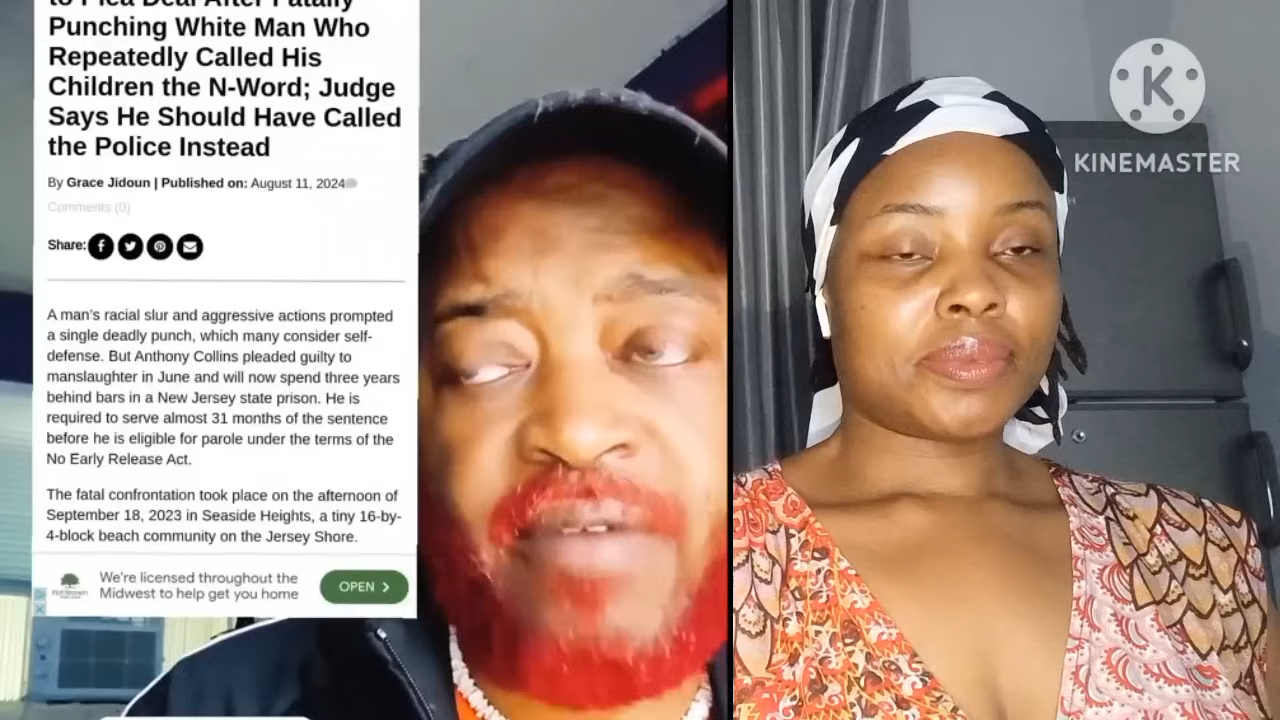 to Plea Deal After Fatally
Punching White Man Who
Repeatedly Called His
Children the N-Word; Judge
Says He Should Have Called
the Police Instead
By Grace Jidoun | Published on: August 11, 2024
Comments (0)
Share:
A man's racial slur and aggressive actions prompted
a single deadly punch, which many consider self-
defense. But Anthony Collins pleaded guilty to
manslaughter in June and will now spend three years
behind bars in a New Jersey state prison. He is
required to serve almost 31 months of the sentence
before he is eligible for parole under the terms of the
No Early Release Act.
The fatal confrontation took place on the afternoon of
September 18, 2023 in Seaside Heights, a tiny 16-by-
4-block beach community on the Jersey Shore.
We're licensed throughout the
Midwest to help get you home
OPEN
K
KINEMASTER